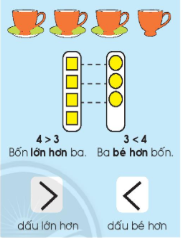 4 > 3 3 < 4
Bốn lớn hơn ba. Ba bé hơn bốn.
> <
dấu lớn hơn dấu bé hơn